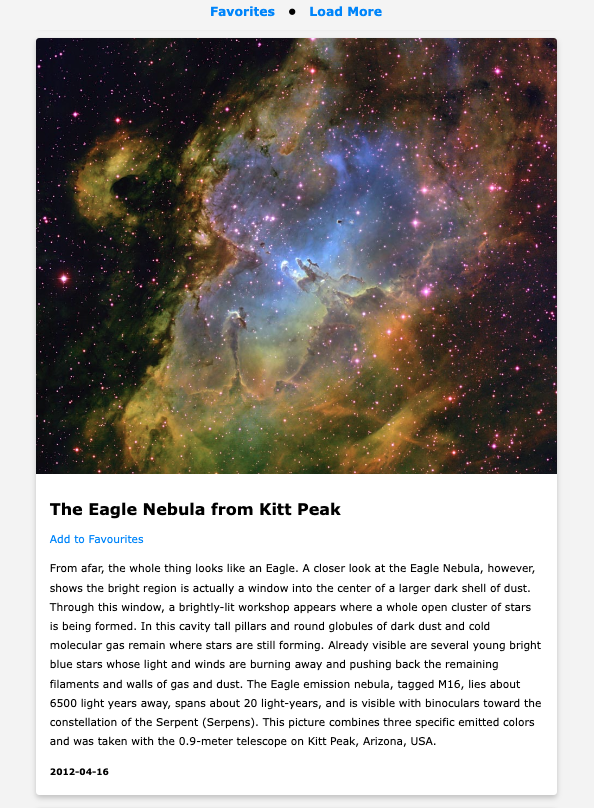 Favorites ● Load More
The Eagle Nebula from Kitt Peak
Add to Favourites
From afar, the whole thing looks like an Eagle. A closer look at the Eagle Nebula, however,
shows the bright region is actually a window into the center of a larger dark shell of dust.
Through this window, a brightly-lit workshop appears where a whole open cluster of stars
is being formed. In this cavity tall pillars and round globules of dark dust and cold
molecular gas remain where stars are still forming. Already visible are several young bright
blue stars whose light and winds are burning away and pushing back the remaining
filaments and walls of gas and dust. The Eagle emission nebula, tagged M16, lies about
6500 light years away, spans about 20 light-years, and is visible with binoculars toward the
constellation of the Serpent (Serpens). This picture combines three specific emitted colors
and was taken with the 0.9-meter telescope on Kitt Peak, Arizona, USA.
2012-04-16